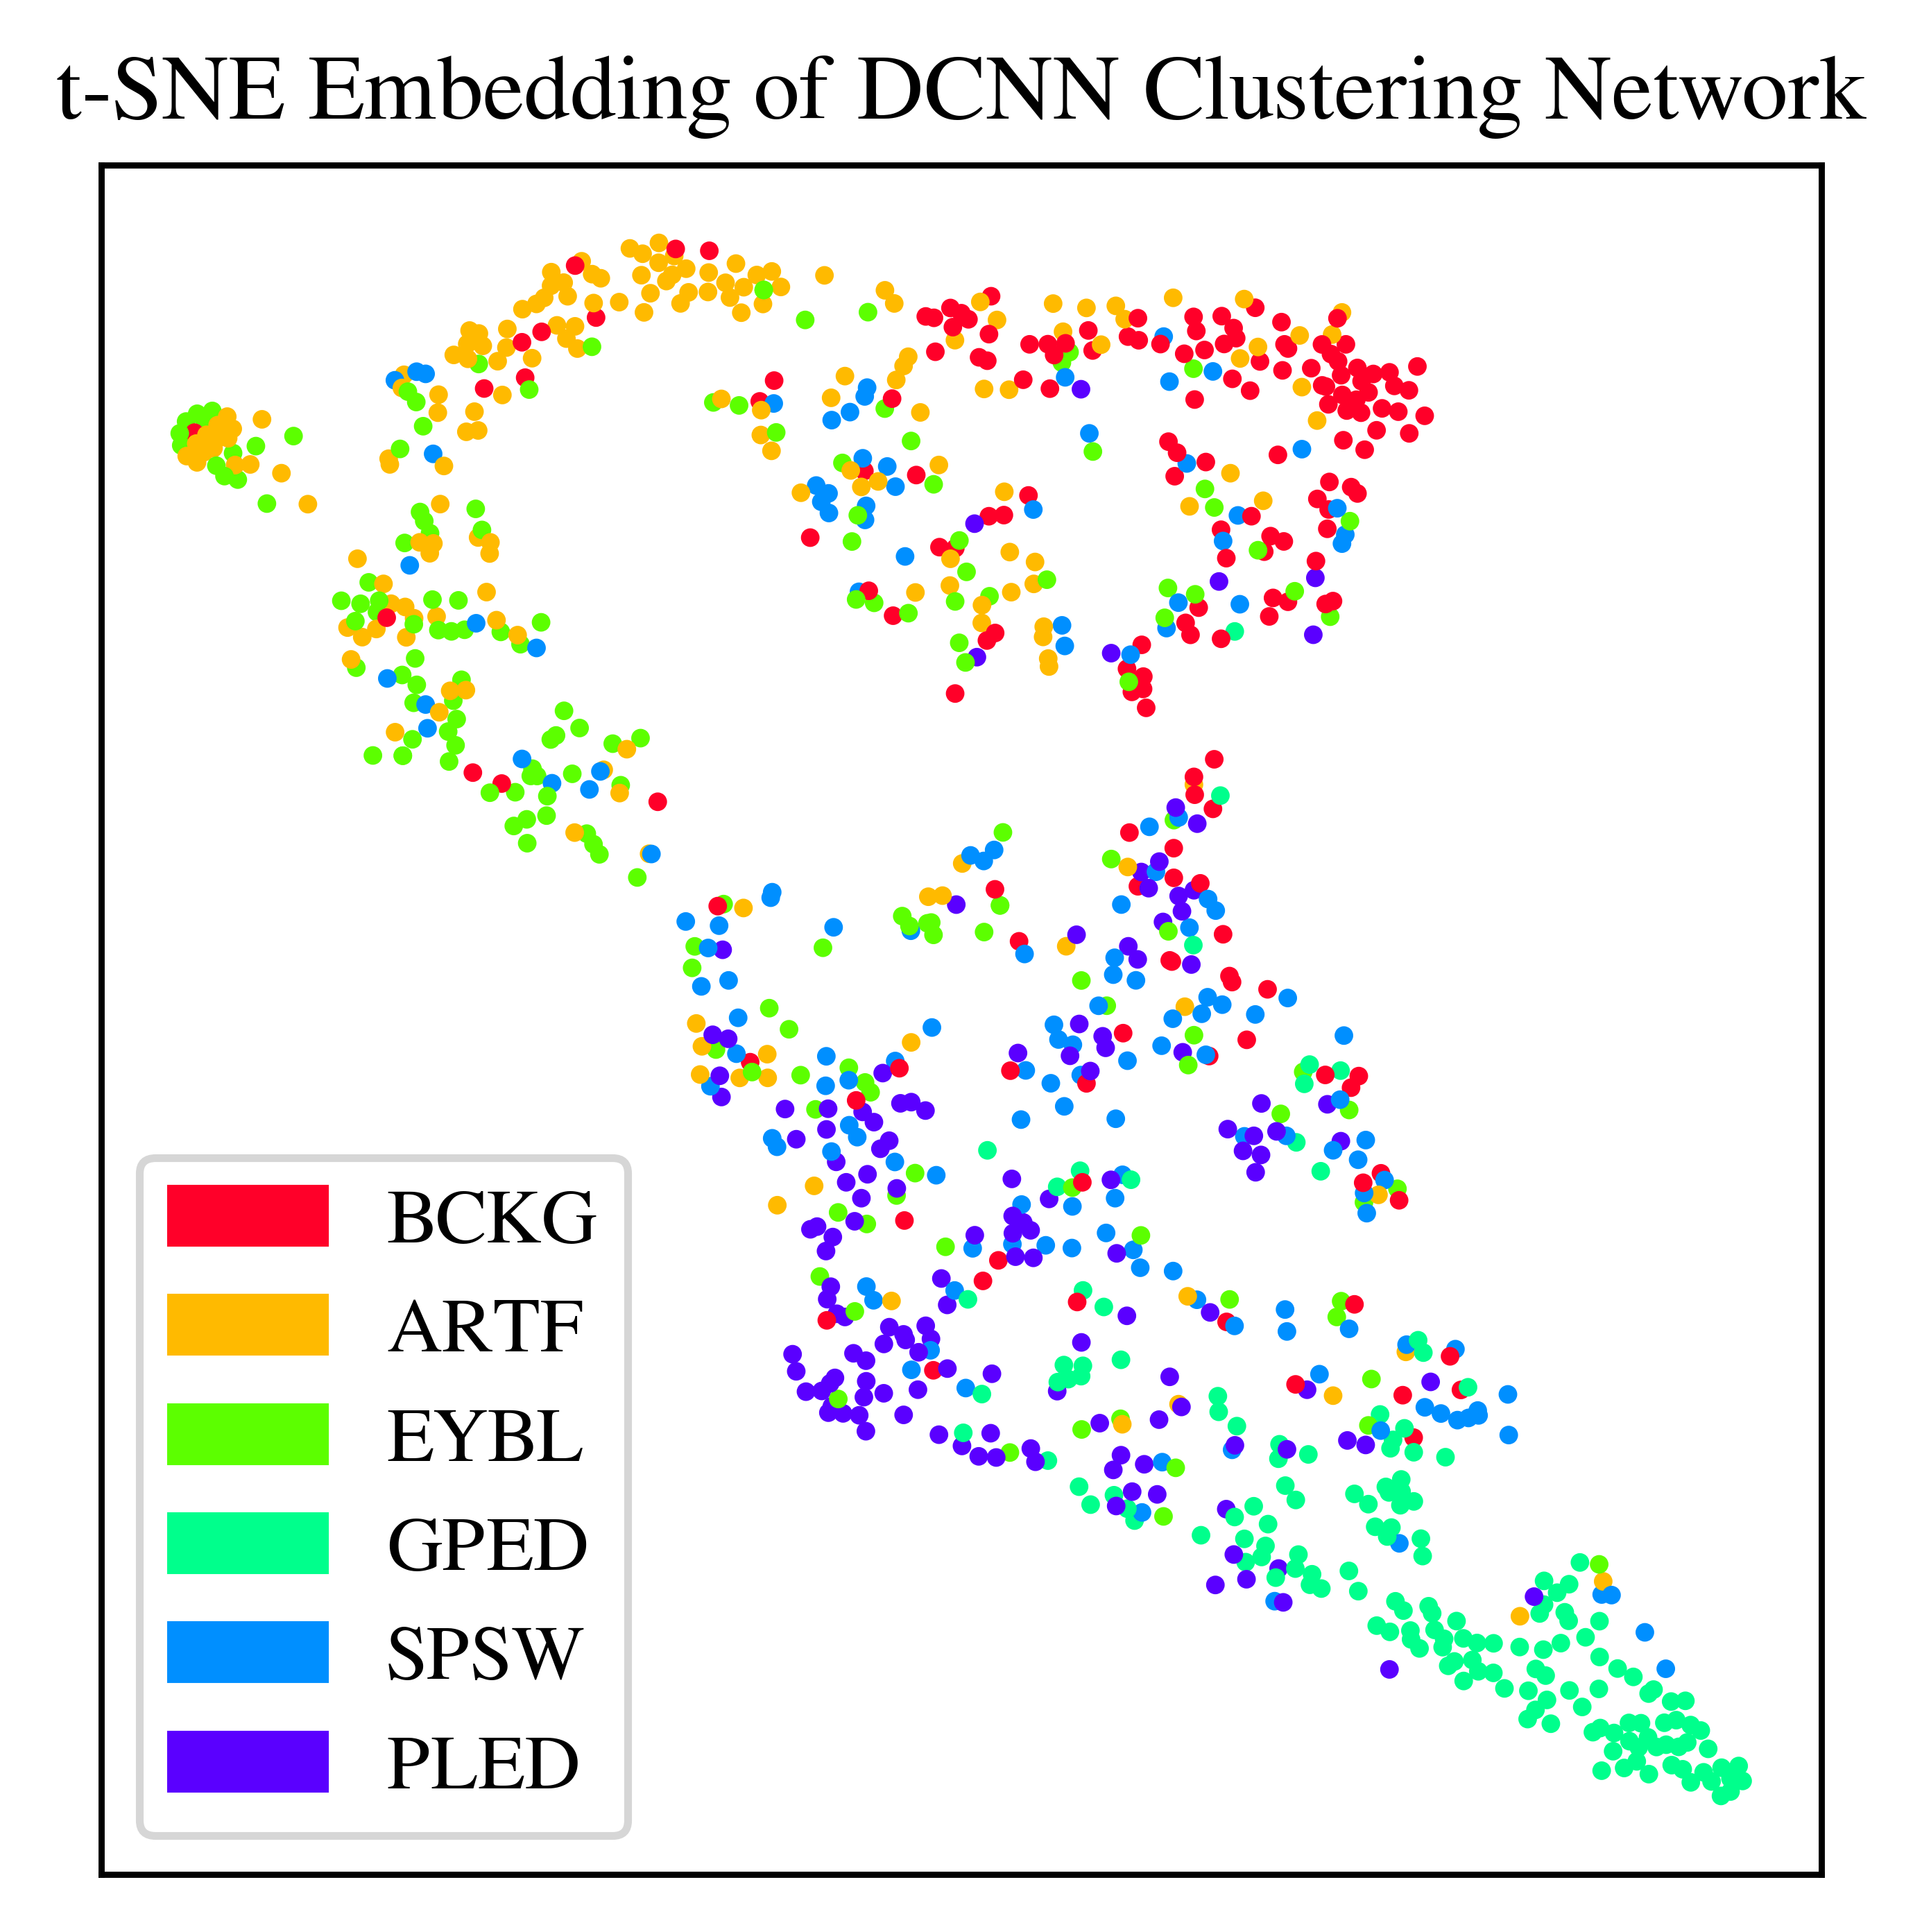 t-SNE Embedding of DCNN Clustering Network
BCKG
ARTF
EYBL
GPED
SPSW
PLED